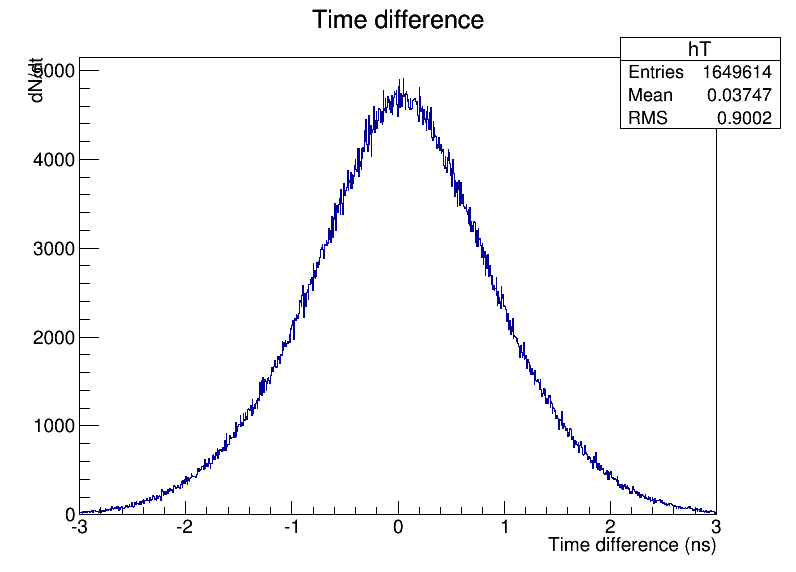 Time difference
hT
Entries 1649614
Mean 0.03747
RMS 0.9002
dN/dt
5000
4000
3000
2000
1000
0
-3 -2 -1 0 1 2 3
Time difference (ns)